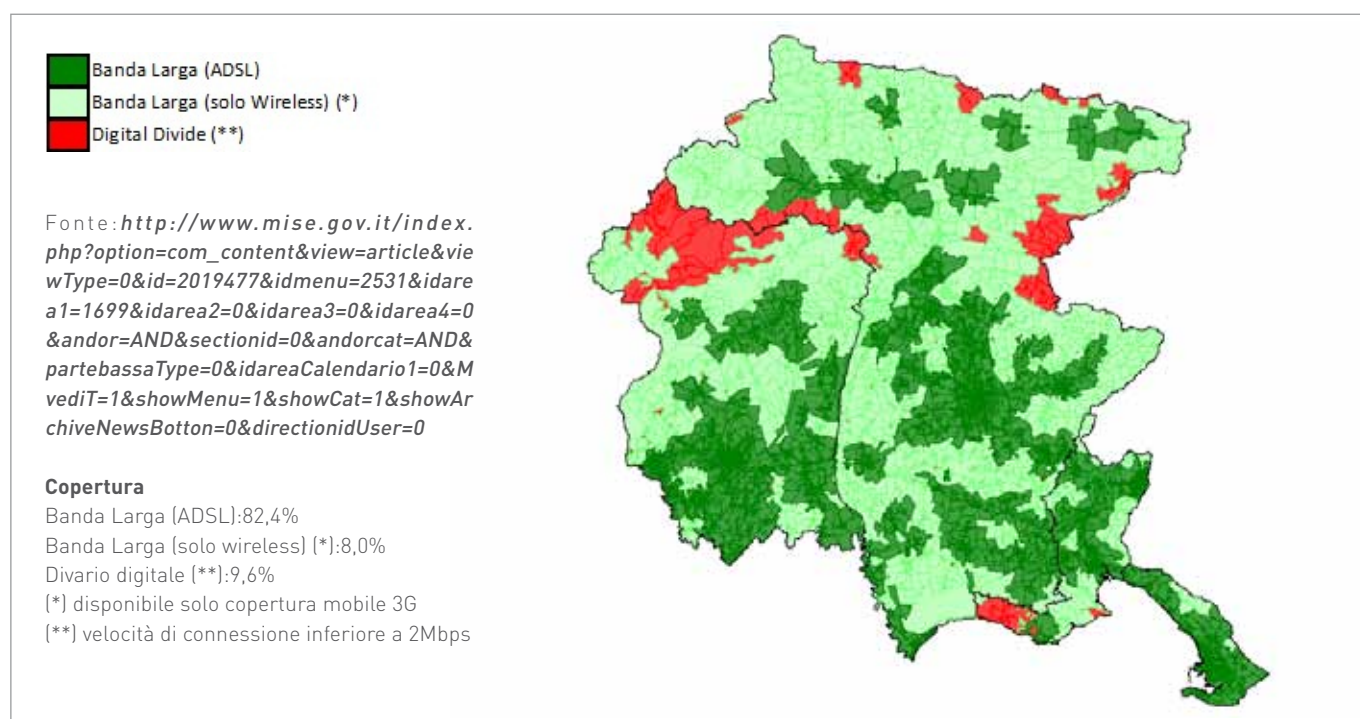 Banda Larga (ADSL)
Banda Larga (solo Wireless) (*)
Digital Divide (**)
Fonte: http://www.mise.gov.it/index.
php?option=com_content&view=article&vie
wType=0&id=2019477&idmenu=2531&idare
a1=1699&idarea2=0&idarea3=0&idarea4=0
&andor=AND&sectionid=0&andorcat=AND&
partebassaType=0&idareaCalendario1=0&M
vediT=1&showMenu=1&showCat=1&showAr
chiveNewsBotton=0&directionidUser=0
Copertura
Banda Larga (ADSL):82,4%
Banda Larga (solo wireless) (*):8,0%
Divario digitale (**):9,6%
(*) disponibile solo copertura mobile 3G
(**) velocità di connessione inferiore a 2Mbps